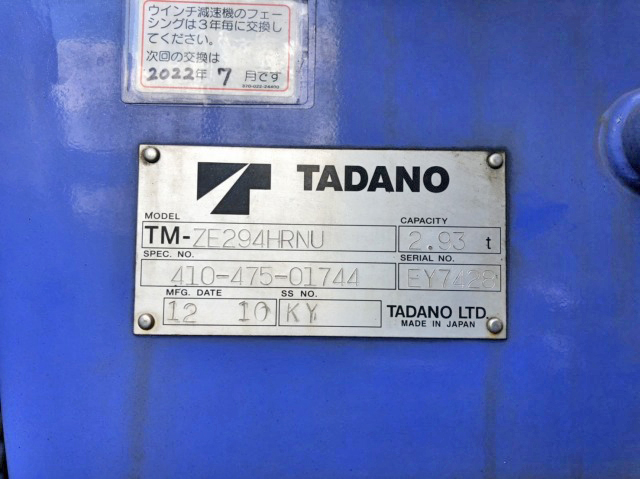 ウインチ減速機のフェー
シングは3年毎に交換し
てください。
次回の交換は
2022年 7 月です
TADANO
MODEL
TM-ZE294HRNU
CAPACITY
2.93 t
SPEC. NO.
410-475-01744
SERIAL NO.
EY7428
MFG. DATE
12 10
SS NO.
KY
TADANO LTD.
MADE IN JAPAN